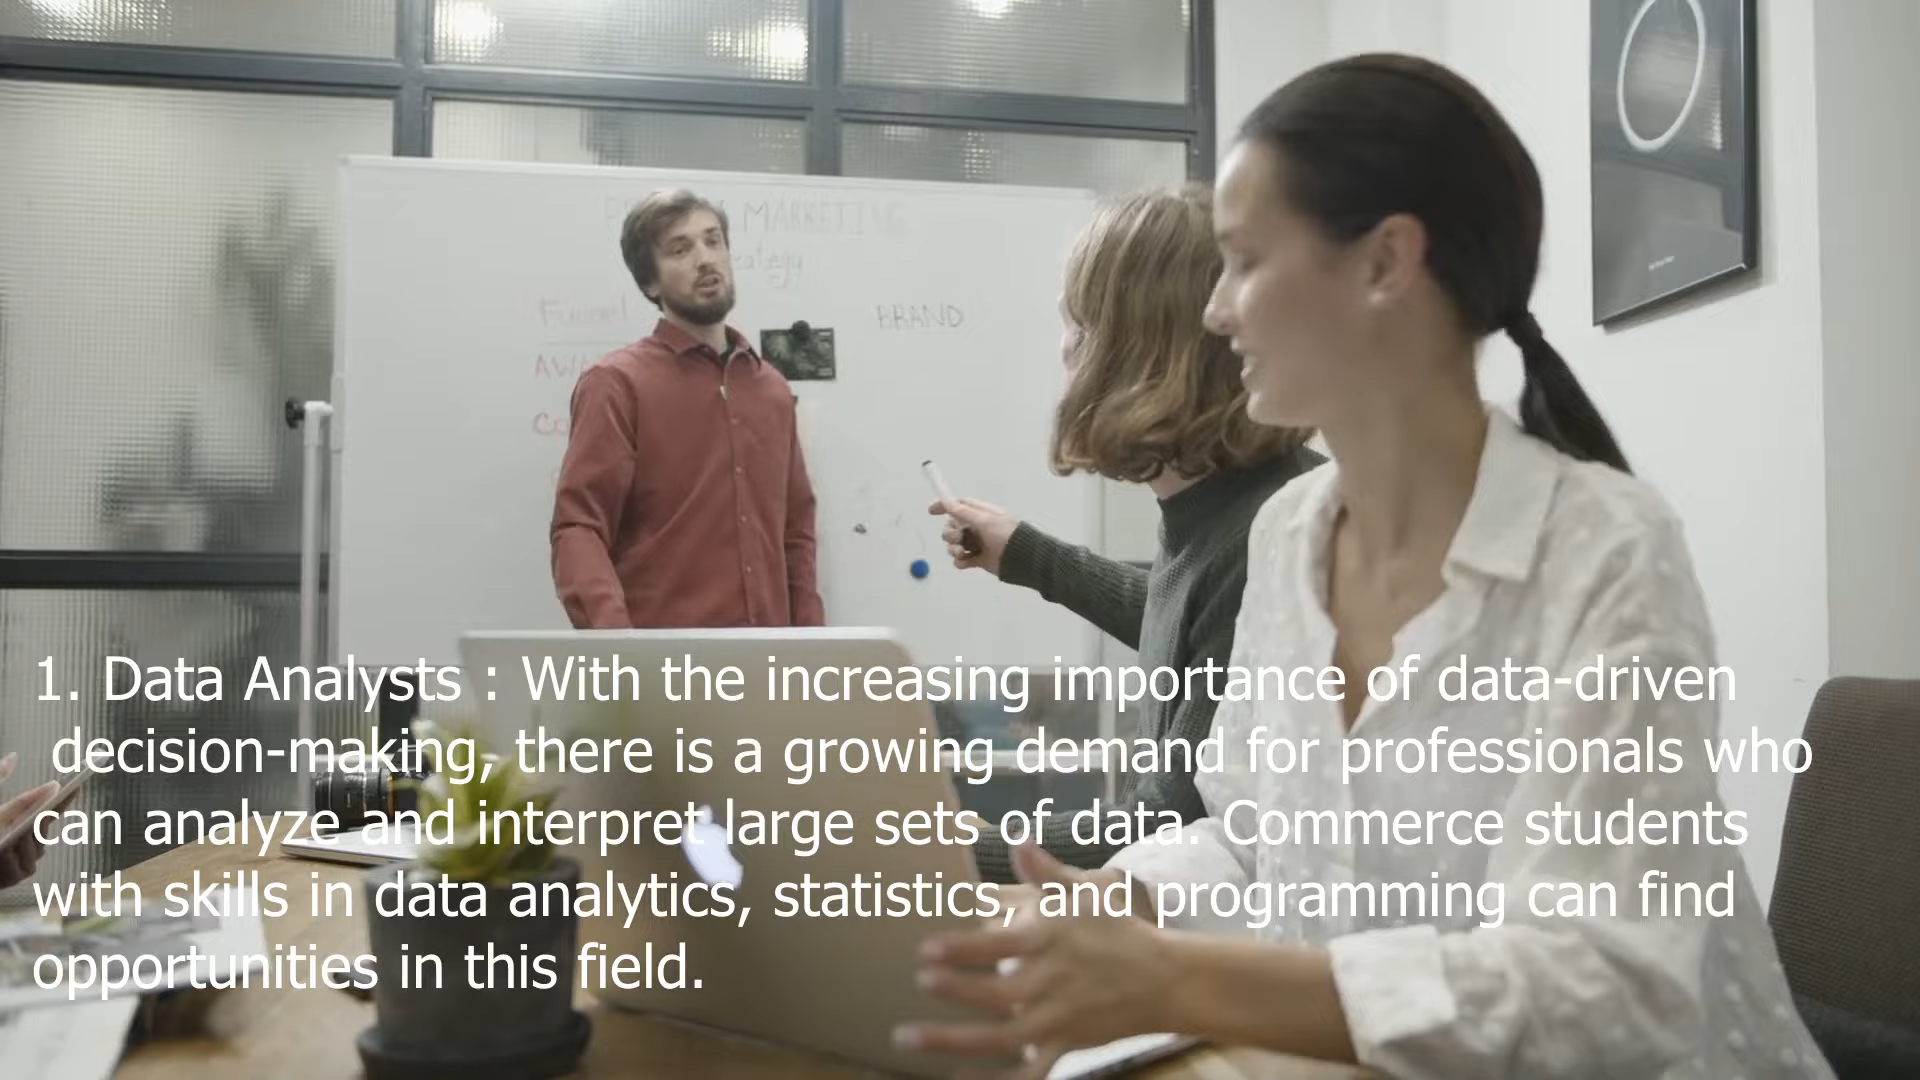 MARKETING
BRAND
1. Data Analysts : With the increasing importance of data-driven
decision-making, there is a growing demand for professionals who
can analyze and interpret large sets of data. Commerce students
with skills in data analytics, statistics, and programming can find
opportunities in this field.